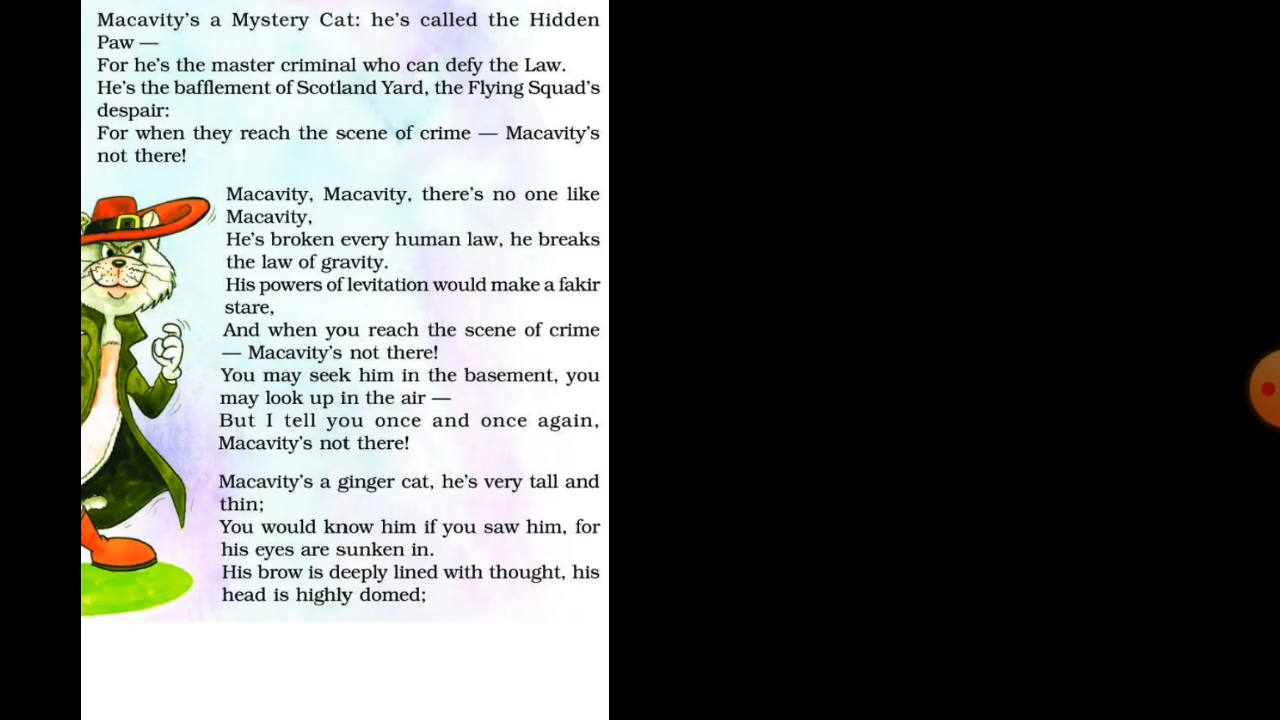 Macavity's a Mystery Cat: he's called the Hidden
Paw —
For he's the master criminal who can defy the Law.
He's the bafflement of Scotland Yard, the Flying Squad's
despair:
For when they reach the scene of crime — Macavity's
not there!
Macavity, Macavity, there's no one like
Macavity,
He's broken every human law, he breaks
the law of gravity.
His powers of levitation would make a fakir
stare,
And when you reach the scene of crime
— Macavity's not there!
You may seek him in the basement, you
may look up in the air —
But I tell you once and once again,
Macavity's not there!
Macavity's a ginger cat, he's very tall and
thin;
You would know him if you saw him, for
his eyes are sunken in.
His brow is deeply lined with thought, his
head is highly domed;